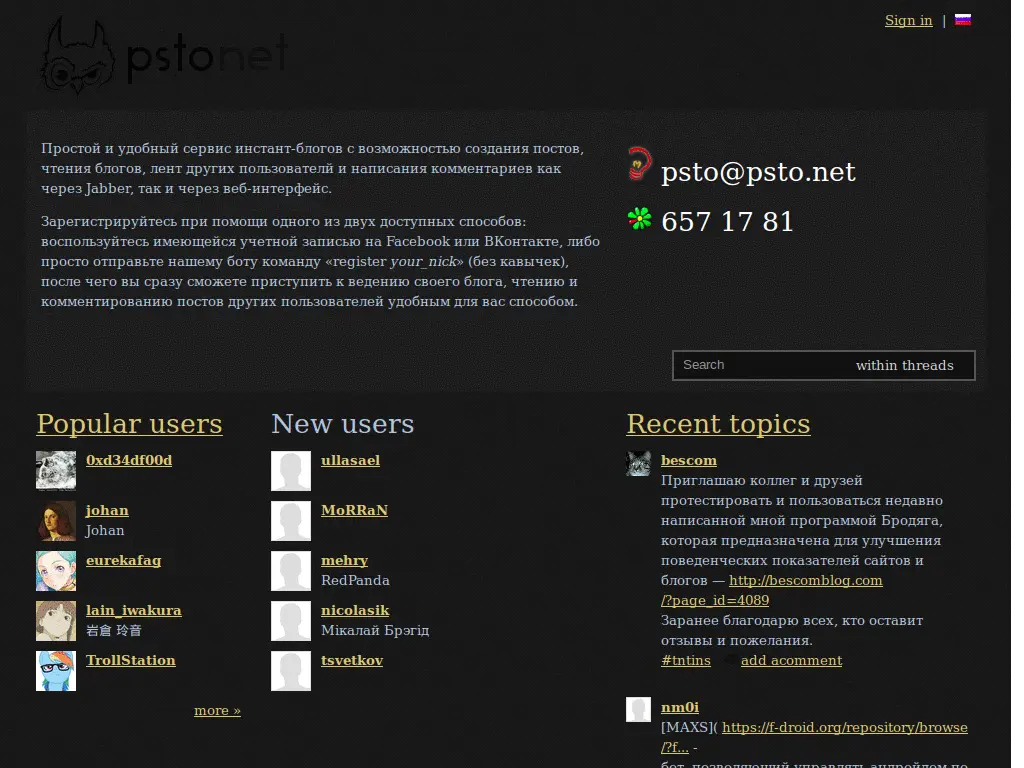 Sign in | 
pstonet
Простой и удобный сервис инстант-блогов с возможностью создания постов,
чтения блогов, лент других пользователй и написания комментариев как
через Jabber, так и через веб-интерфейс.
Зарегистрируйтесь при помощи одного из двух доступных способов:
воспользуйтесь имеющейся учетной записью на Facebook или ВКонтакте, либо
просто отправьте нашему боту команду «register your_nick» (без кавычек),
после чего вы сразу сможете приступить к ведению своего блога, чтению и
комментированию постов других пользователей удобным для вас способом.
psto@psto.net
657 17 81
Search within threads
Popular users
0xd34df00d
johan
Johan
eurekafag
lain_iwakura
岩倉 玲音
TrollStation
more »
New users
ullasael
MoRRaN
mehry
RedPanda
nicolasik
Мікалай Брэгід
tsvetkov
Recent topics
bescom
Приглашаю коллег и друзей
протестировать и пользоваться недавно
написанной мной программой Бродяга,
которая предназначена для улучшения
поведенческих показателей сайтов и
блогов — http://bescomblog.com
/?page_id=4089
Заранее благодарю всех, кто оставит
отзывы и пожелания.
#tntins add acomment
nm0i
[MAXS]( https://f-droid.org/repository/browse
/?f... -
бот, позволяющий управлять андройдом по